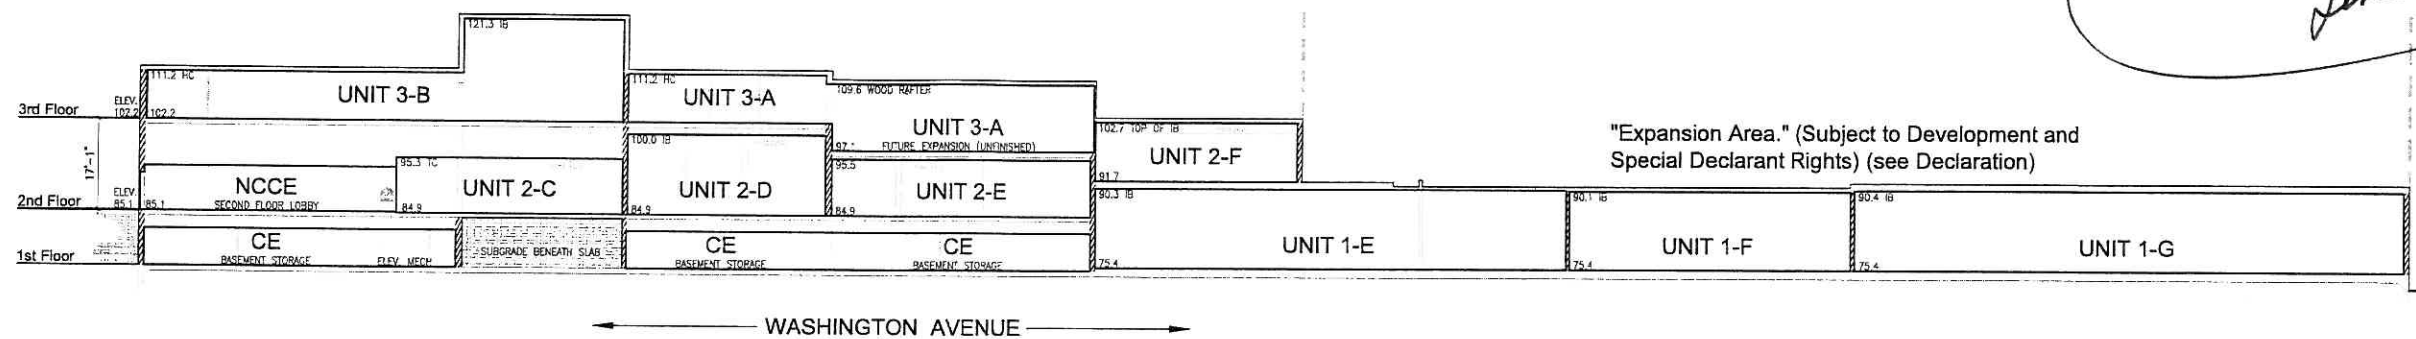 121.3 IB
111.2 HC
UNIT 3-B
111.2 HC
UNIT 3-A
109.6 WOOD RAFTER
3rd Floor
ELEV.
102.2
102.2
UNIT 3-A
FUTURE EXPANSION (UNFINISHED)
97.1
102.7 TOP OF IB
UNIT 2-F
91.7
"Expansion Area." (Subject to Development and
Special Declarant Rights) (see Declaration)
17'-1"
100.0 IB
95.3 TC
95.5
NCCE
SECOND FLOOR LOBBY
UNIT 2-C
UNIT 2-D
UNIT 2-E
2nd Floor
ELEV.
85.1
85.1
84.9
84.9
84.9
90.3 IB
90.1 IB
90.4 IB
1st Floor
CE
BASEMENT STORAGE
ELEV. MECH
SUBGRADE BENEATH SLAB
CE
BASEMENT STORAGE
CE
BASEMENT STORAGE
UNIT 1-E
75.4
UNIT 1-F
75.4
UNIT 1-G
75.4
WASHINGTON AVENUE